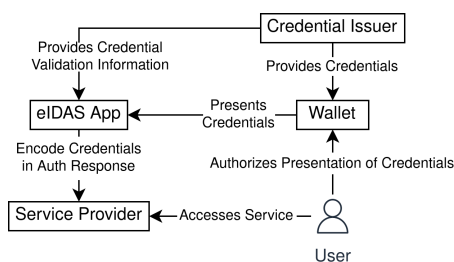 Credential Issuer
Provides Credential
Validation Information
Provides Credentials
eIDAS App
Presents
Credentials
Wallet
Encode Credentials
in Auth Response
Authorizes Presentation of Credentials
Service Provider
Accesses Service
User